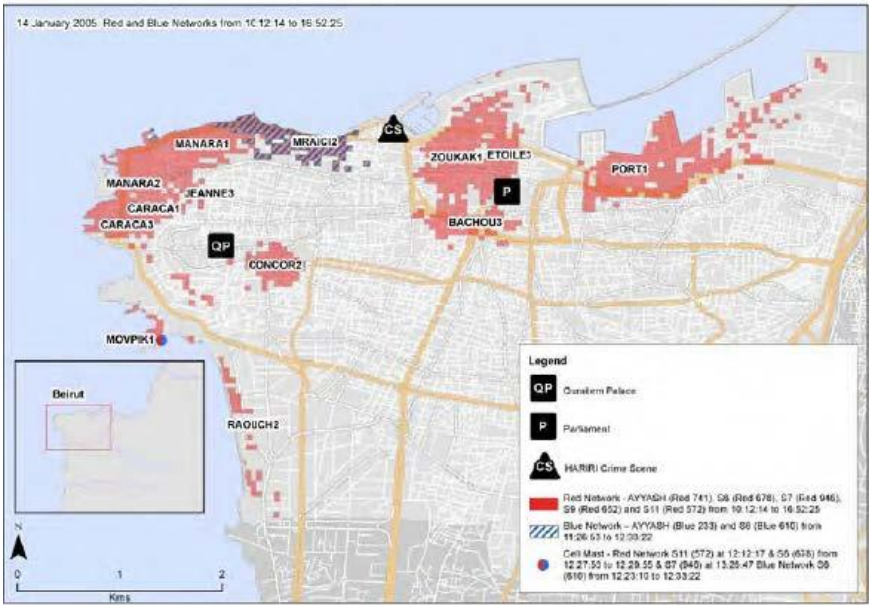 14 January 2005: Red and Blue Networks from 10:12:14 to 16:52:25
CS
MANARA1
MRAICI2
ZOUKAK1
ETOILE3
PORT1
MANARA2
JEANNE3
P
CARACA1
CARACA3
BACHOU3
QP
CONCOR2
MOVPIK1
RAOUCH2
Beirut
N
0 1 2
Kms
Legend
QP
Quraitem Palace
P
Parliament
CS
HARIRI Crime Scene
Red Network - AYYASH (Red 741), S6 (Red 678), S7 (Red 946),
S9 (Red 652) and S11 (Red 572) from 10:12:14 to 16:52:25
Blue Network – AYYASH (Blue 233) and S6 (Blue 610) from
11:26:53 to 12:33:22
Cell Mast - Red Network S11 (572) at 12:12:17 & S6 (678) from
12:27:50 to 12:29:55 & S7 (946) at 13:26:47 Blue Network S6
(610) from 12:23:10 to 12:33:22